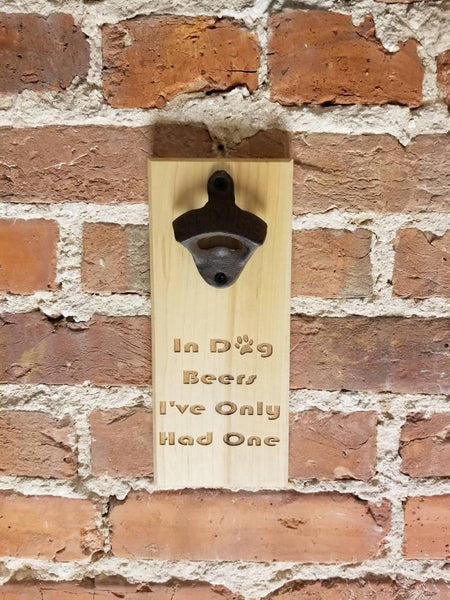 In Dog
Beers
I've Only
Had One